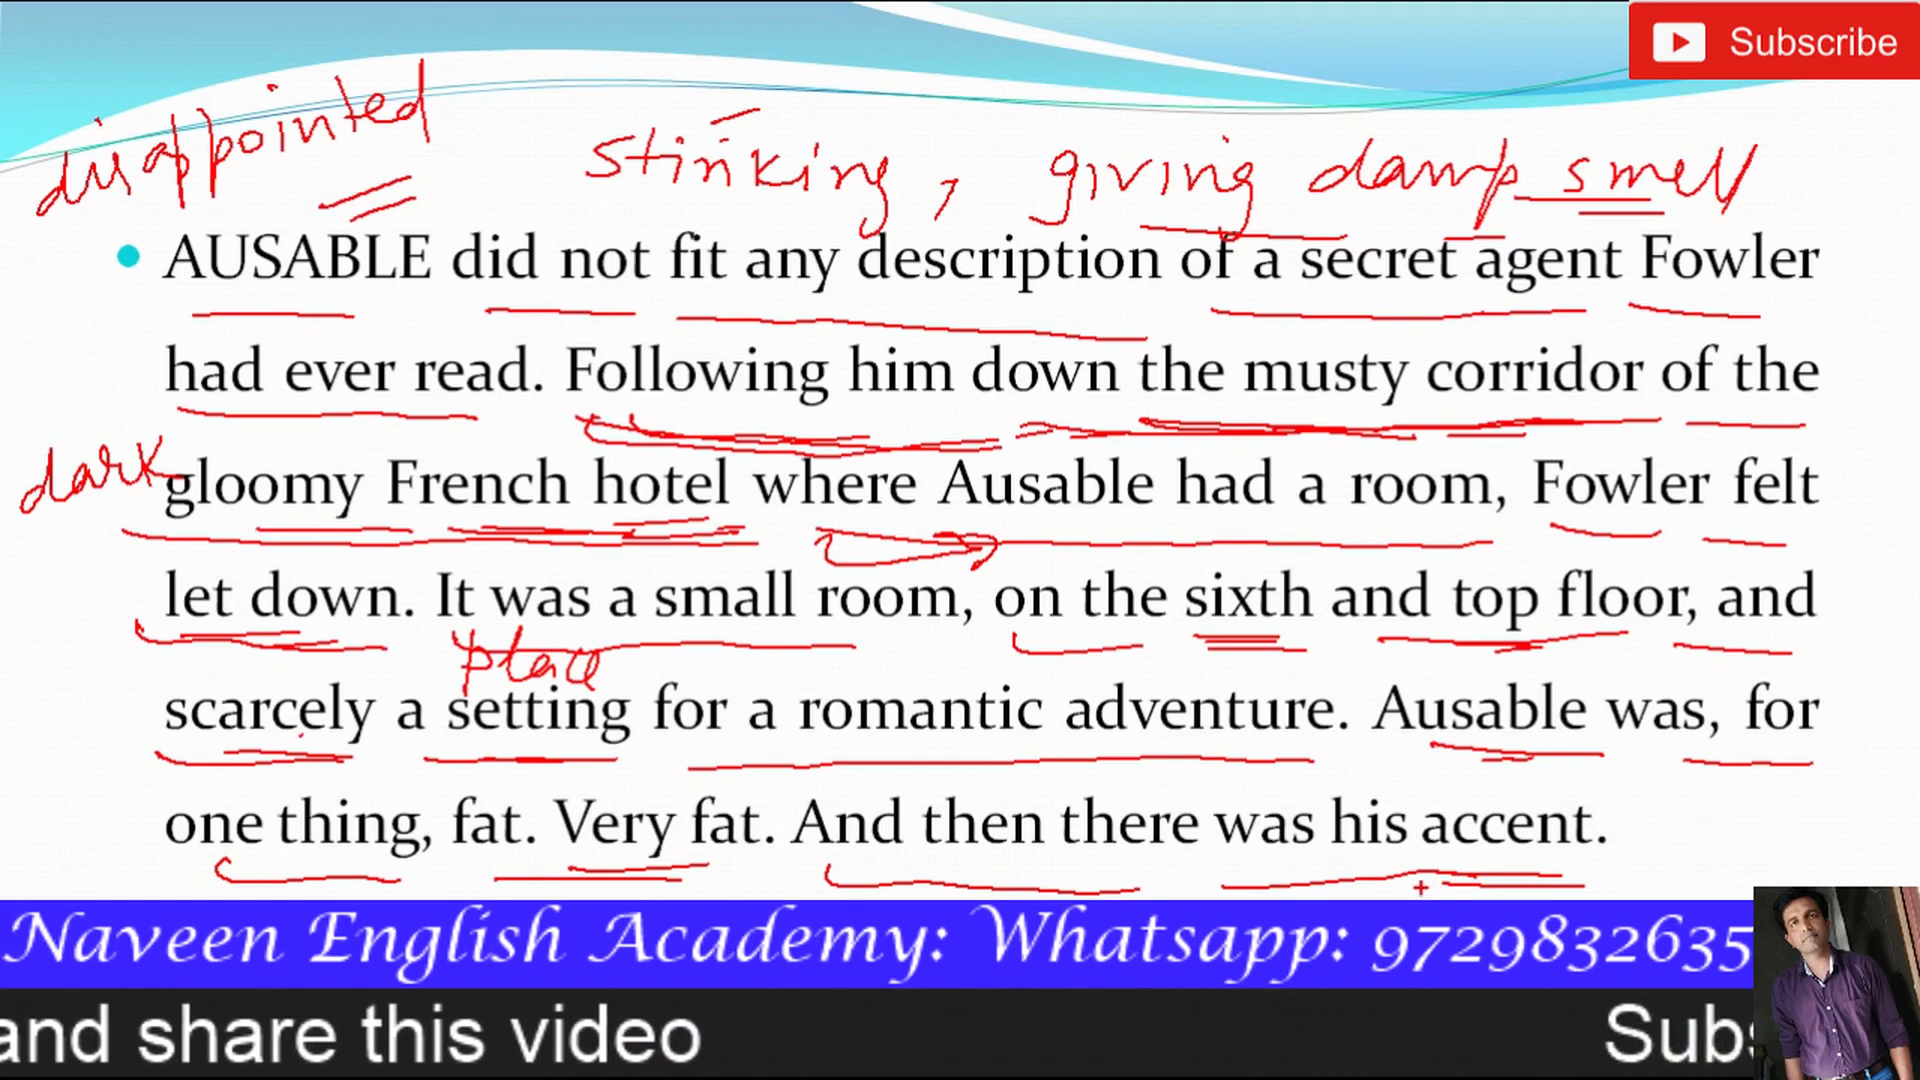 Subscribe
disappointed
stinking, giving damp smell
AUSABLE did not fit any description of a secret agent Fowler
had ever read. Following him down the musty corridor of the
dark
gloomy French hotel where Ausable had a room, Fowler felt
let down. It was a small room, on the sixth and top floor, and
place
scarcely a setting for a romantic adventure. Ausable was, for
one thing, fat. Very fat. And then there was his accent.
Naveen English Academy: Whatsapp: 9729832635
and share this video Subs